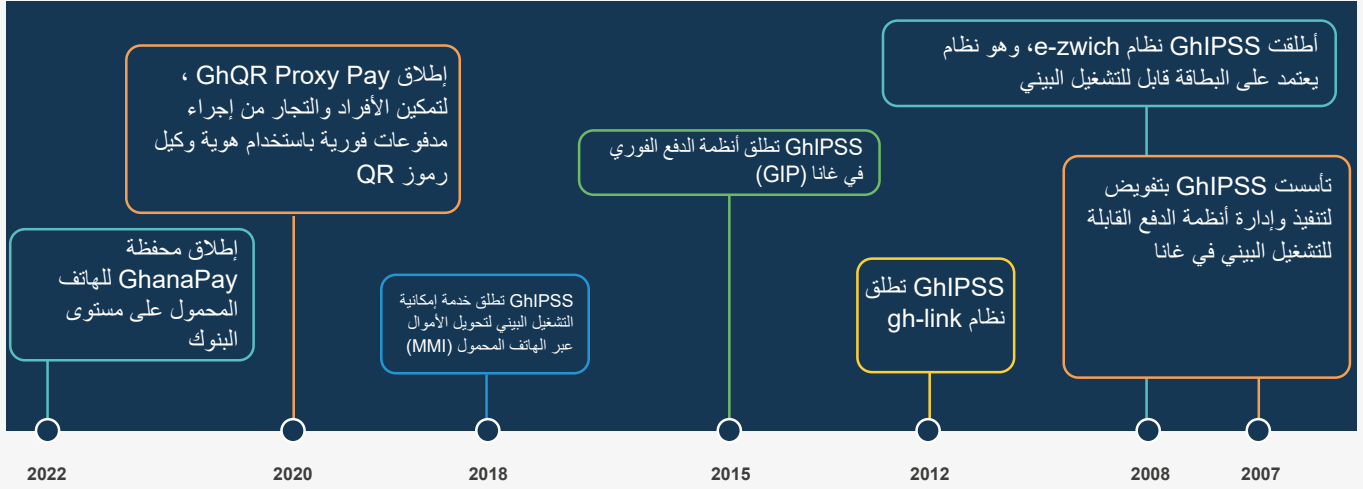 أطلقت GhIPSS نظام e-zwich، وهو نظام
يعتمد على البطاقة قابل للتشغيل البيني
تأسست GhIPSS بتفويض
لتنفيذ وإدارة أنظمة الدفع القابلة
للتشغيل البيني في غانا
GhIPSS تطلق
نظام gh-link
GhIPSS تطلق أنظمة الدفع الفوري
في غانا (GIP)
GhIPSS تطلق خدمة إمكانية
التشغيل البيني لتحويل الأموال
عبر الهاتف المحمول (MMI)
إطلاق GhQR Proxy Pay ،
لتمكين الأفراد والتجار من إجراء
مدفوعات فورية باستخدام هوية وكيل
رموز QR
إطلاق محفظة
GhanaPay للهاتف
المحمول على مستوى
البنوك
2007
2008
2012
2015
2018
2020
2022